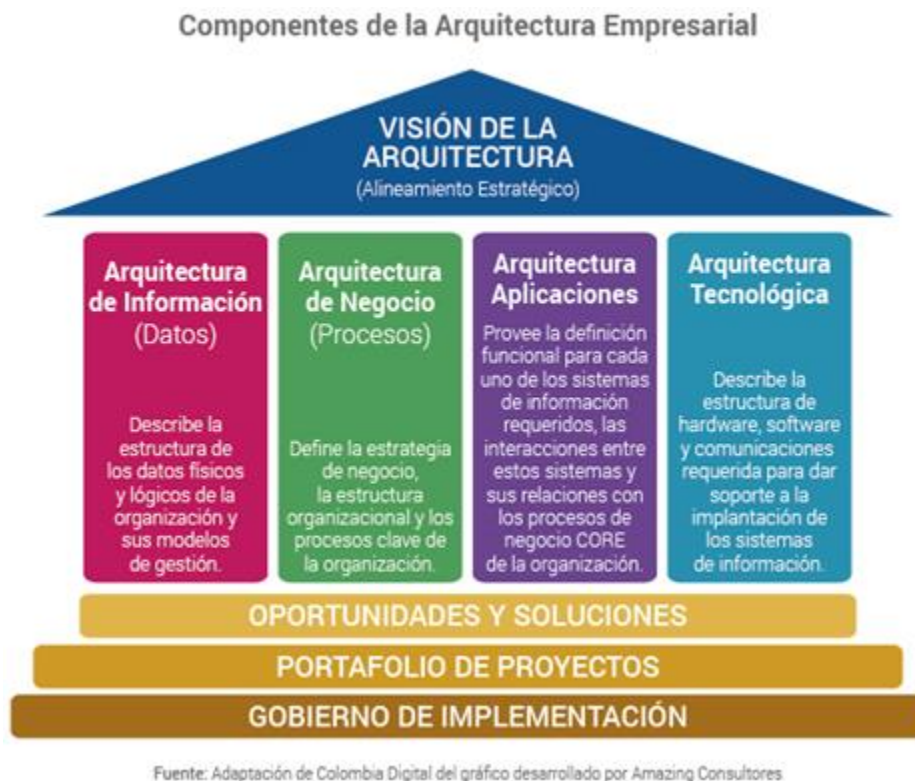 Componentes de la Arquitectura Empresarial
VISIÓN DE LA
ARQUITECTURA
(Alineamiento Estratégico)
Arquitectura
de Información
(Datos)
Describe la
estructura de
los datos físicos
y lógicos de la
organización y
sus modelos
de gestión.
Arquitectura
de Negocio
(Procesos)
Define la estrategia
de negocio,
la estructura
organizacional y los
procesos clave de
la organización.
Arquitectura
Aplicaciones
Provee la definición
funcional para cada
uno de los sistemas
de información
requeridos, las
interacciones entre
estos sistemas y
sus relaciones con
los procesos de
negocio CORE
de la organización.
Arquitectura
Tecnológica
Describe la
estructura de
hardware, software
y comunicaciones
requerida para dar
soporte a la
implantación de
los sistemas
de información.
OPORTUNIDADES Y SOLUCIONES
PORTAFOLIO DE PROYECTOS
GOBIERNO DE IMPLEMENTACIÓN
Fuente: Adaptación de Colombia Digital del gráfico desarrollado por Amazing Consultores